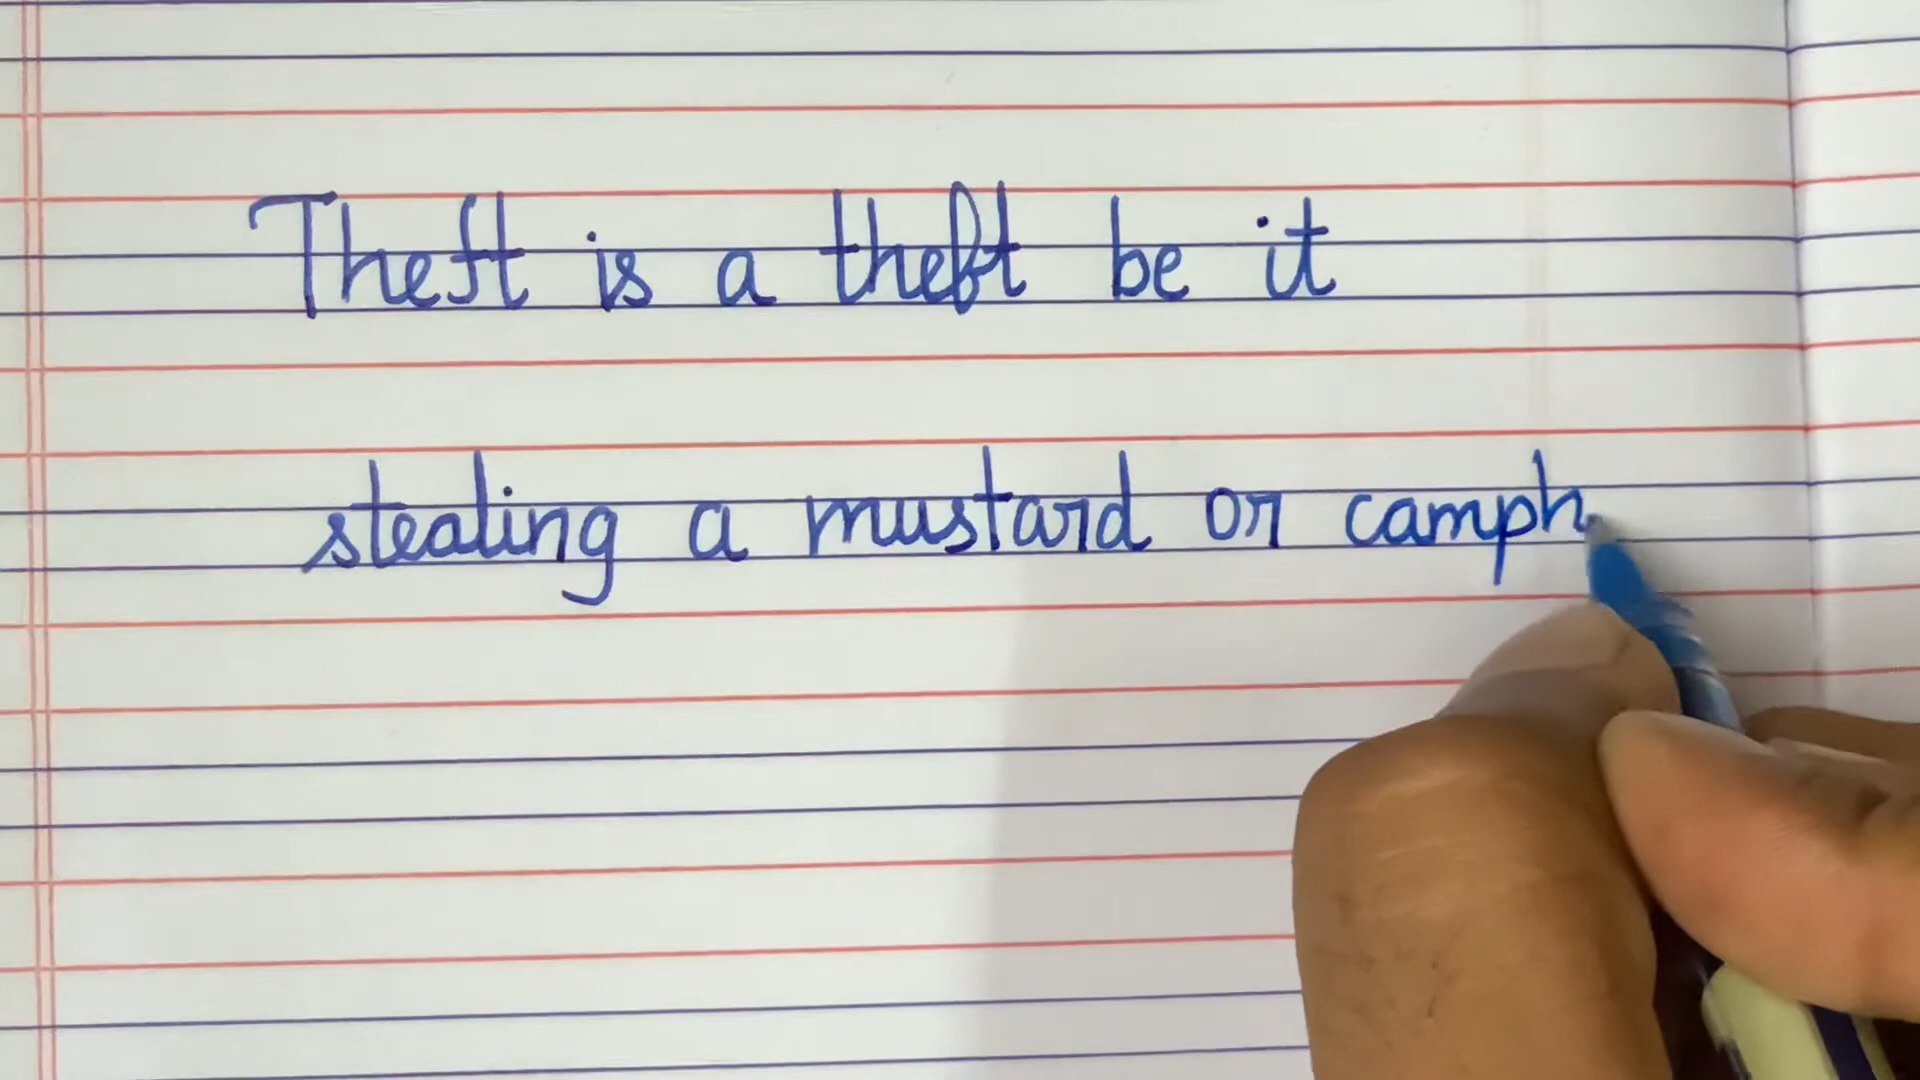 Theft is a theft be it
stealing a mustard or camph